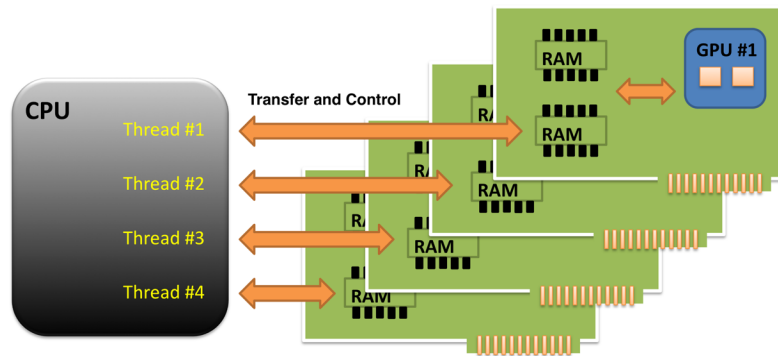 CPU
Thread #1
Thread #2
Thread #3
Thread #4
Transfer and Control
RAM
RAM
GPU #1
RAM
RAM
RAM